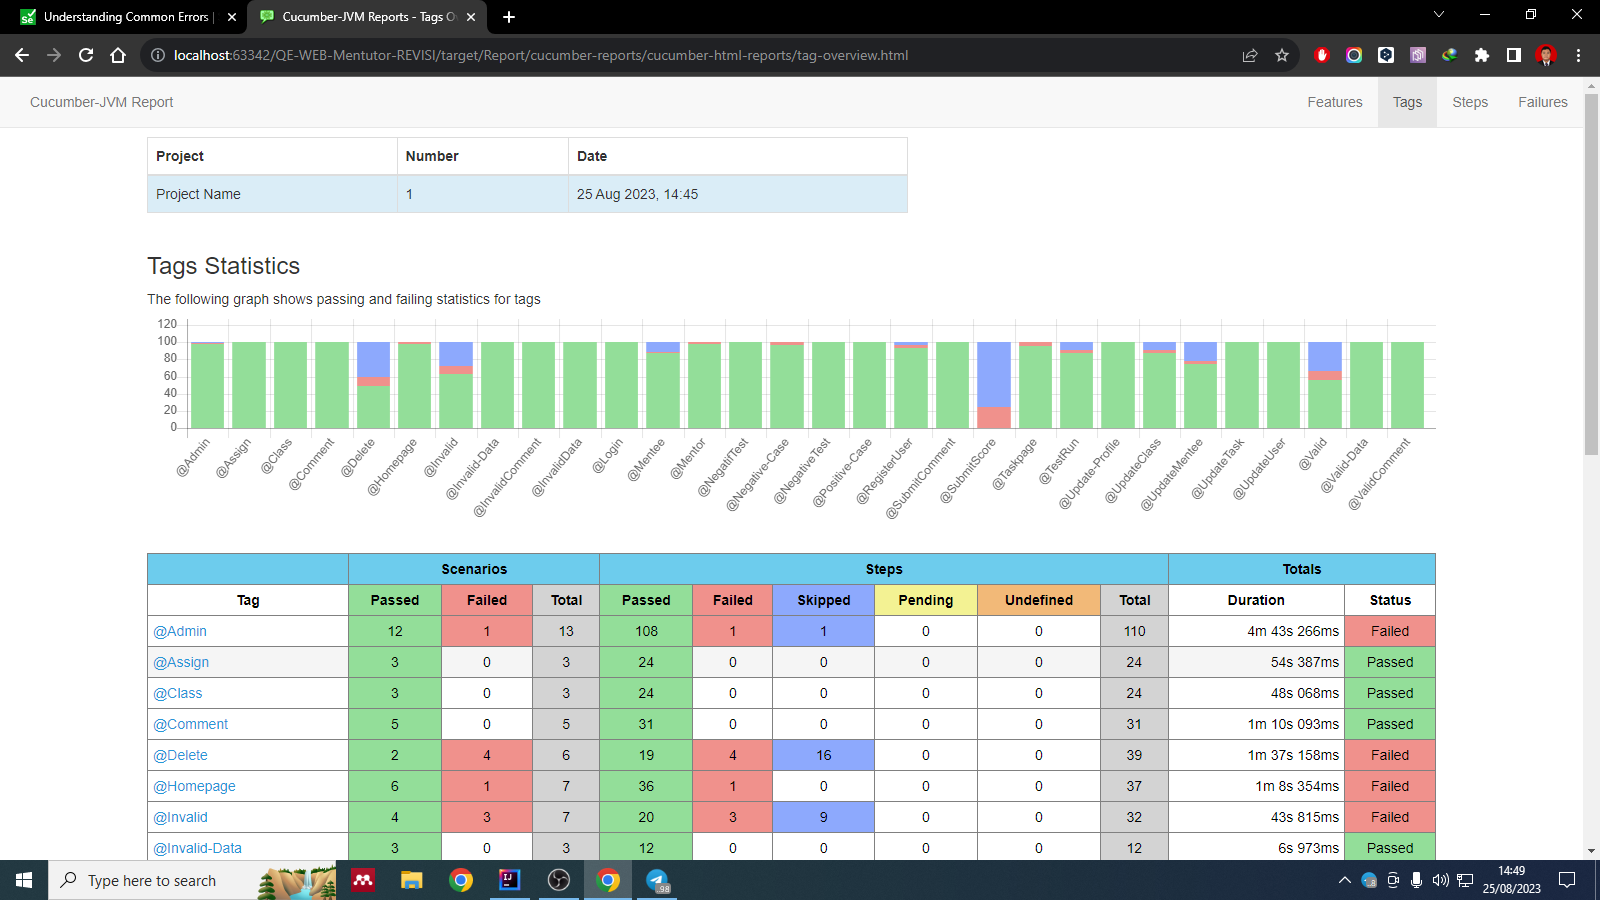 Understanding Common Errors |
Cucumber-JVM Reports - Tags Ov
localhost:63342/QE-WEB-Mentutor-REVISI/target/Report/cucumber-reports/cucumber-html-reports/tag-overview.html
Cucumber-JVM Report Features Tags Steps Failures
Project Number Date
Project Name 1 25 Aug 2023, 14:45
Tags Statistics
The following graph shows passing and failing statistics for tags
120
100
80
60
40
20
0
@Admin @Assign @Class @Comment @Delete @Homepage @Invalid @Invalid-Data @InvalidComment @InvalidData @Login @Mentee @Mentor @NegatifTest @Negative-Case @NegativeTest @Positive-Case @RegisterUser @SubmitComment @SubmitScore @Taskpage @TestRun @Update-Profile @UpdateClass @UpdateMentee @UpdateTask @UpdateUser @Valid @Valid-Data @ValidComment
Scenarios Steps Totals
Tag Passed Failed Total Passed Failed Skipped Pending Undefined Total Duration Status
@Admin 12 1 13 108 1 1 0 0 110 4m 43s 266ms Failed
@Assign 3 0 3 24 0 0 0 0 24 54s 387ms Passed
@Class 3 0 3 24 0 0 0 0 24 48s 068ms Passed
@Comment 5 0 5 31 0 0 0 0 31 1m 10s 093ms Passed
@Delete 2 4 6 19 4 16 0 0 39 1m 37s 158ms Failed
@Homepage 6 1 7 36 1 0 0 0 37 1m 8s 354ms Failed
@Invalid 4 3 7 20 3 9 0 0 32 43s 815ms Failed
@Invalid-Data 3 0 3 12 0 0 0 0 12 6s 973ms Passed
Type here to search
14:49
25/08/2023